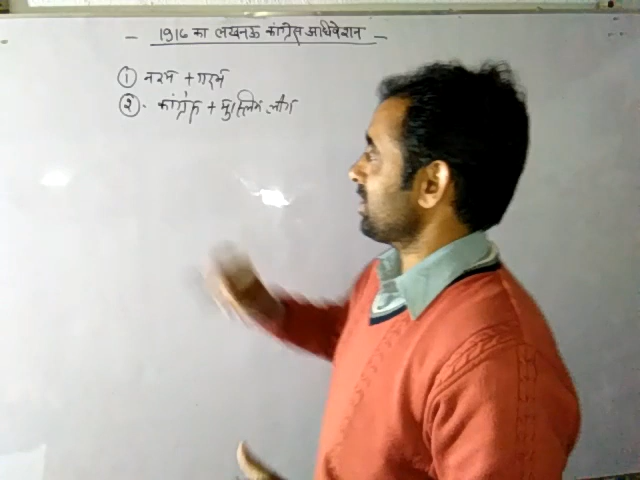 - 1916 का लखनऊ कांग्रेस अधिवेशन -
① नरम + गरम
② . कांग्रेस + मुस्लिम लीग